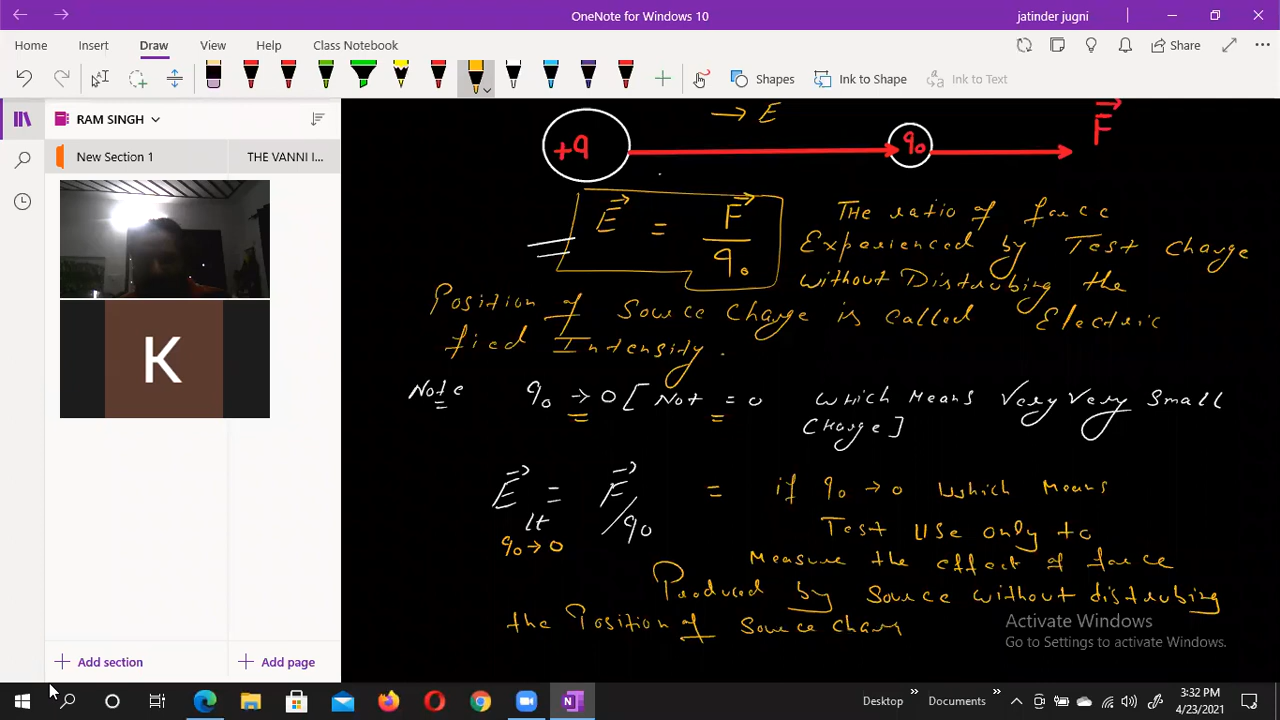 OneNote for Windows 10
jatinder jugni
Home Insert Draw View Help Class Notebook
Share
Shapes Ink to Shape Ink to Text
RAM SINGH
New Section 1 THE VANNI I...
K
Add section Add page
→ E
+q q₀ F⃗
E⃗ = F⃗ / q₀
THe ratio of force
Experienced by Test Charge
without Distrubing the
Position of Source Charge is called Electric
fied Intensity.
Note q₀ → 0 [ Not = 0 which Means Very Very Small
Charge]
E⃗ = lt q₀→0 F⃗/q₀ = if q₀ → 0 which Means
Test Use only to
Measure the effect of force
Produced by Source without distrubing
the Position of Source Charg
Activate Windows
Go to Settings to activate Windows.
Desktop » Documents »
3:32 PM
4/23/2021